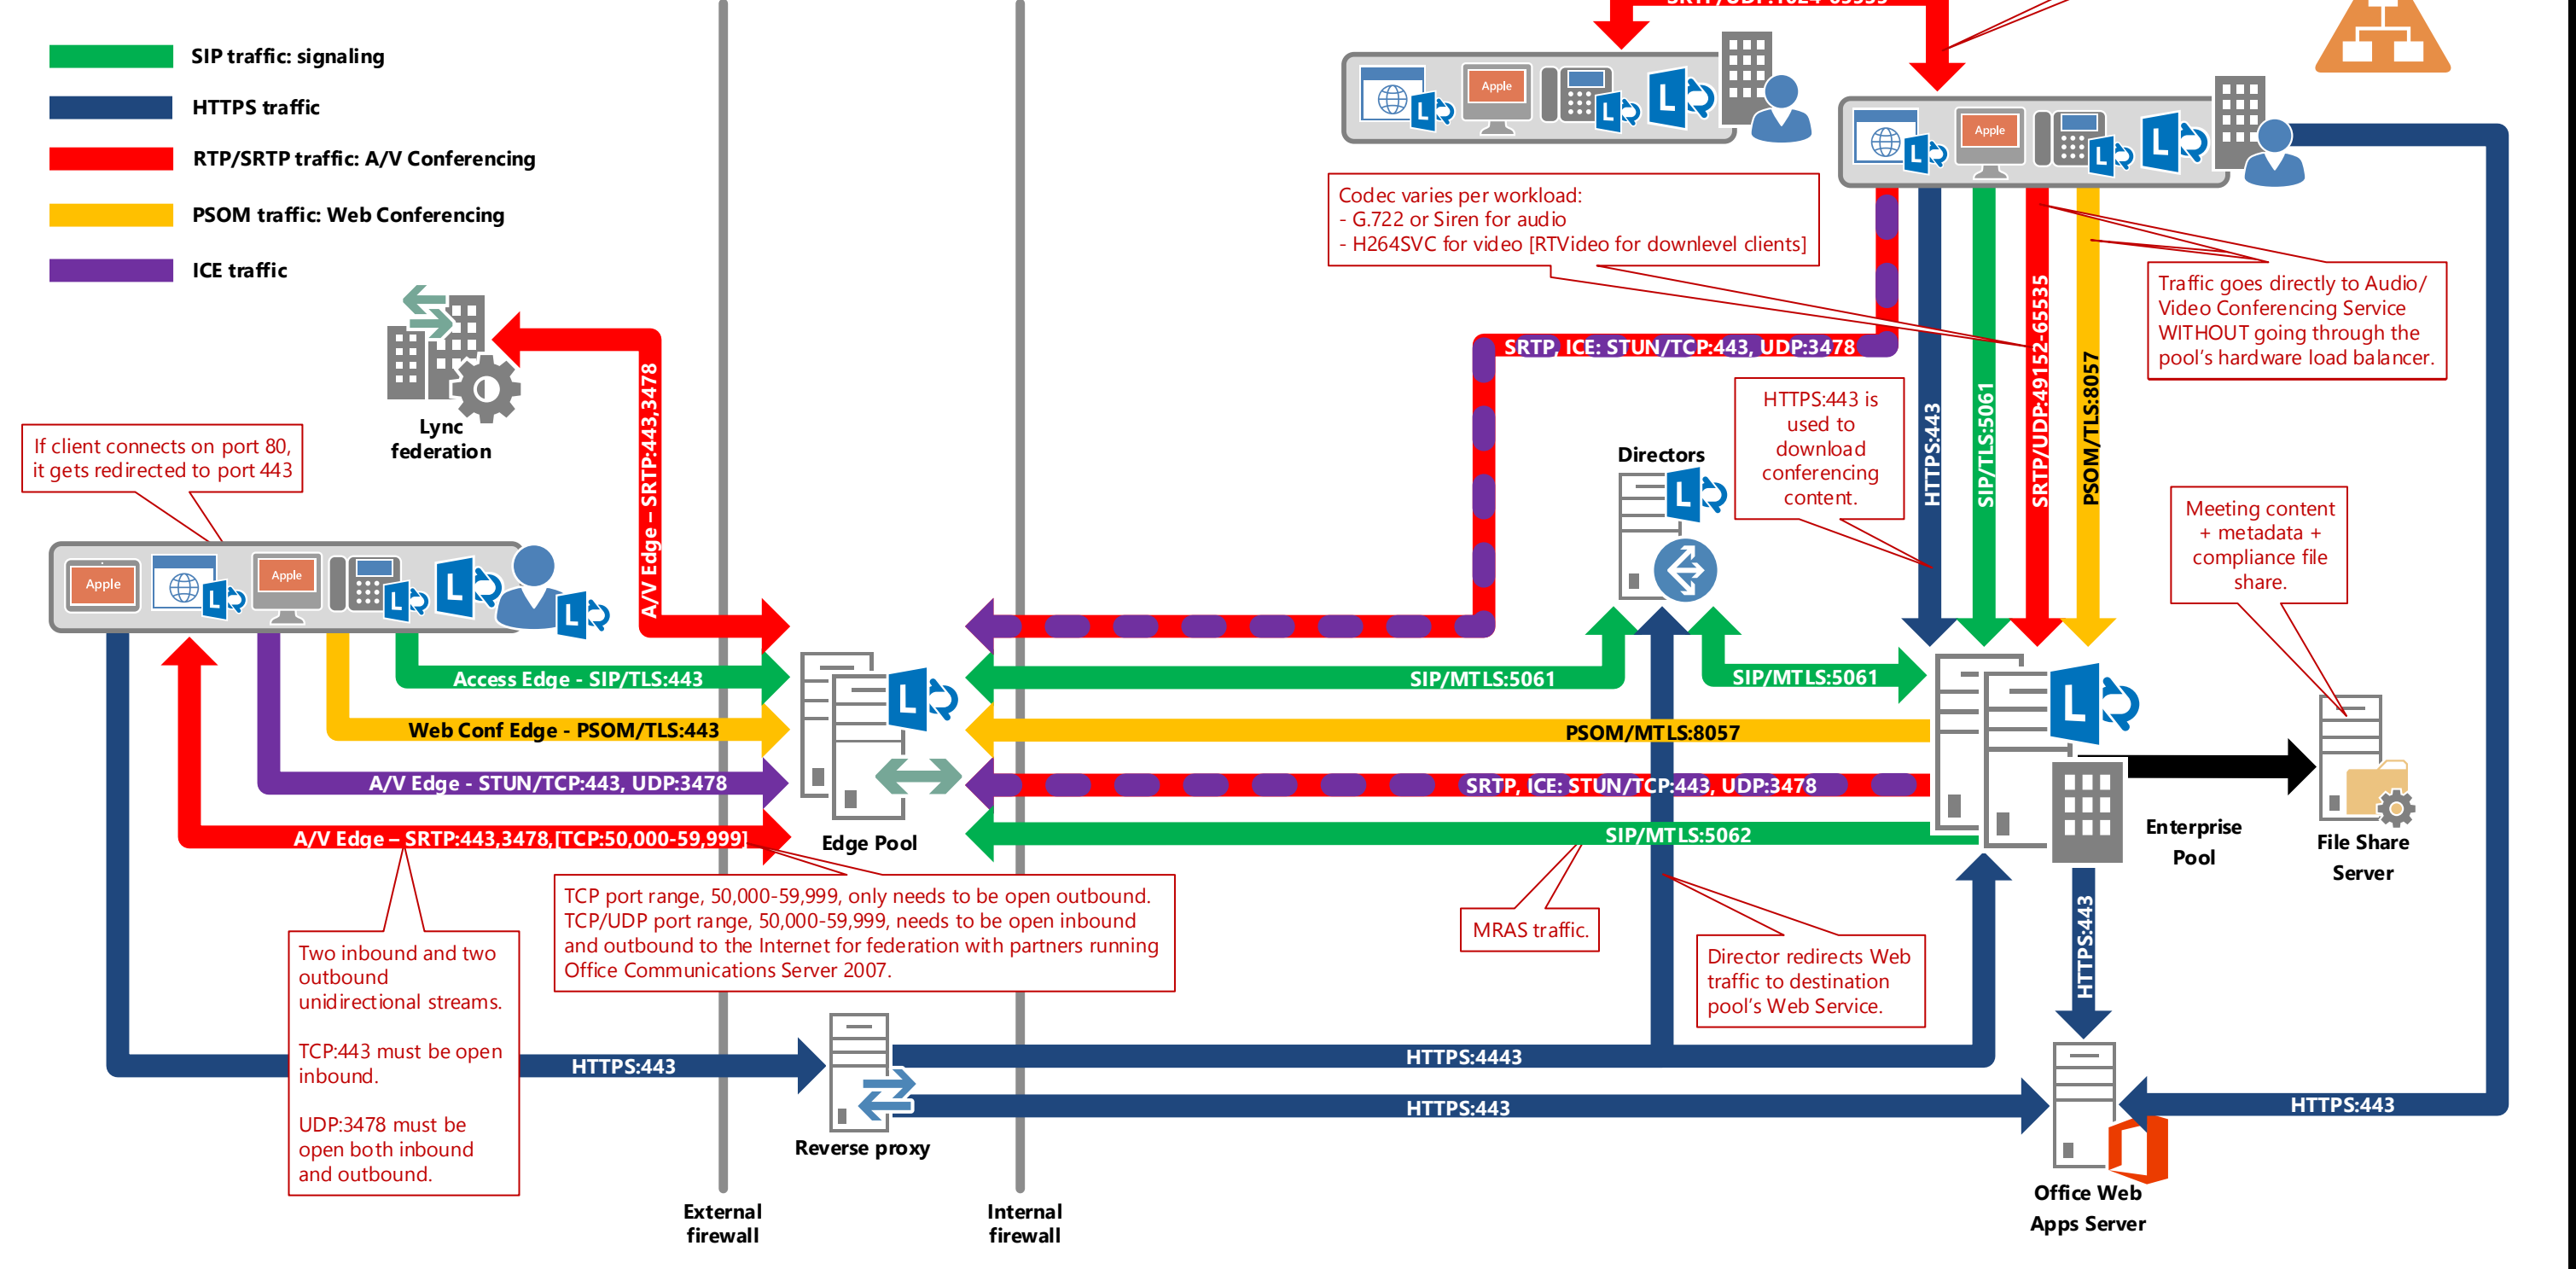 SIP traffic: signaling
HTTPS traffic
RTP/SRTP traffic: A/V Conferencing
PSOM traffic: Web Conferencing
ICE traffic
SRTP/UDP:1024-65535
Apple
L
L
L
Apple
L
L
L
Codec varies per workload:
- G.722 or Siren for audio
- H264SVC for video [RTVideo for downlevel clients]
Traffic goes directly to Audio/
Video Conferencing Service
WITHOUT going through the
pool's hardware load balancer.
SRTP, ICE: STUN/TCP:443, UDP:3478
HTTPS:443
SIP/TLS:5061
SRTP/UDP:49152-65535
PSOM/TLS:8057
HTTPS:443 is
used to
download
conferencing
content.
Lync
federation
A/V Edge – SRTP:443,3478
If client connects on port 80,
it gets redirected to port 443
Apple
L
Apple
L
L
L
Directors
L
Meeting content
+ metadata +
compliance file
share.
Access Edge - SIP/TLS:443
Web Conf Edge - PSOM/TLS:443
A/V Edge - STUN/TCP:443, UDP:3478
A/V Edge – SRTP:443,3478,[TCP:50,000-59,999]
L
Edge Pool
SIP/MTLS:5061
SIP/MTLS:5061
PSOM/MTLS:8057
SRTP, ICE: STUN/TCP:443, UDP:3478
SIP/MTLS:5062
L
Enterprise
Pool
File Share
Server
TCP port range, 50,000-59,999, only needs to be open outbound.
TCP/UDP port range, 50,000-59,999, needs to be open inbound
and outbound to the Internet for federation with partners running
Office Communications Server 2007.
MRAS traffic.
Director redirects Web
traffic to destination
pool's Web Service.
HTTPS:443
Two inbound and two
outbound
unidirectional streams.
TCP:443 must be open
inbound.
UDP:3478 must be
open both inbound
and outbound.
HTTPS:443
HTTPS:4443
HTTPS:443
HTTPS:443
Reverse proxy
Office Web
Apps Server
External
firewall
Internal
firewall